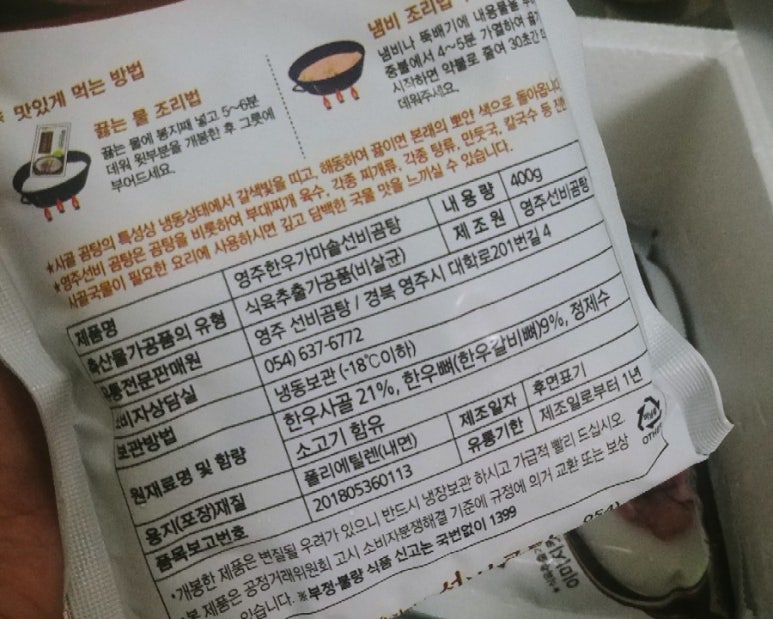 맛있게 먹는 방법
끓는 물 조리법
끓는 물에 봉지째 넣고 5~6분
데워 윗부분을 개봉한 후 그릇에
부어드세요.
냄비 조리법
냄비나 뚝배기에 내용물을
중불에서 4~5분 가열하여
시작하면 약불로 줄여 30초간
데워주세요.
★사골 곰탕의 특성상 냉동상태에서 갈색빛을 띠고, 해동하여 끓이면 본래의 뽀얀 색으로 돌아옵니다
★영주선비 곰탕은 곰탕을 비롯하여 부대찌개 육수, 각종 찌개류, 각종 탕류, 만둣국, 칼국수 등
사골국물이 필요한 요리에 사용하시면 깊고 담백한 국물 맛을 느끼실 수 있습니다.
제품명 영주한우가마솥선비곰탕 내용량 400g
축산물가공품의 유형 식육추출가공품(비살균) 제조원 영주선비곰탕
유통전문판매원 영주 선비곰탕 / 경북 영주시 대학로201번길 4
소비자상담실 054) 637-6772
보관방법 냉동보관 (-18℃이하)
원재료명 및 함량 한우사골 21%, 한우뼈(한우갈비뼈)9%, 정제수
소고기 함유 제조일자 후면표기
용지(포장)재질 폴리에틸렌(내면) 유통기한 제조일로부터 1년
품목보고번호 201805360113
OTHER
•개봉한 제품은 변질될 우려가 있으니 반드시 냉장보관 하시고 가급적 빨리 드십시오
•본 제품은 공정거래위원회 고시 소비자분쟁해결 기준에 규정에 의거 교환 또는 보상
있습니다. ※부정·불량 식품 신고는 국번없이 1399